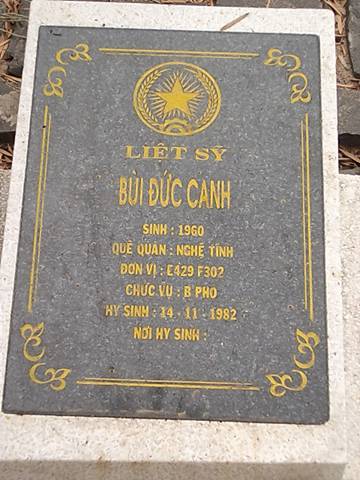 LIỆT SỸ
BÙI ĐỨC CANH
SINH : 1960
QUÊ QUÁN : NGHỆ TĨNH
ĐƠN VỊ : E429 F302
CHỨC VỤ : B PHÓ
HY SINH : 14 - 11 - 1982
NƠI HY SINH :